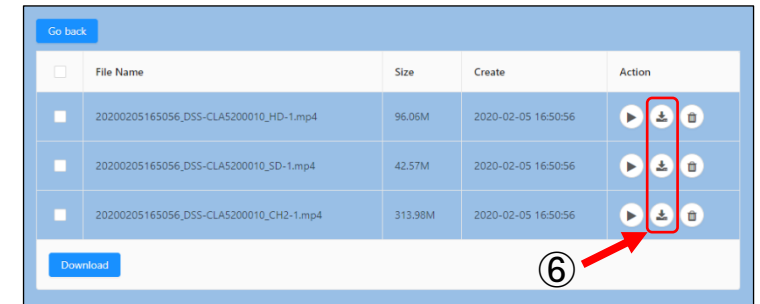 Go back
File Name Size Create Action
20200205165056_DSS-CLA5200010_HD-1.mp4 96.06M 2020-02-05 16:50:56
20200205165056_DSS-CLA5200010_SD-1.mp4 42.57M 2020-02-05 16:50:56
20200205165056_DSS-CLA5200010_CH2-1.mp4 313.98M 2020-02-05 16:50:56
Download
⑥